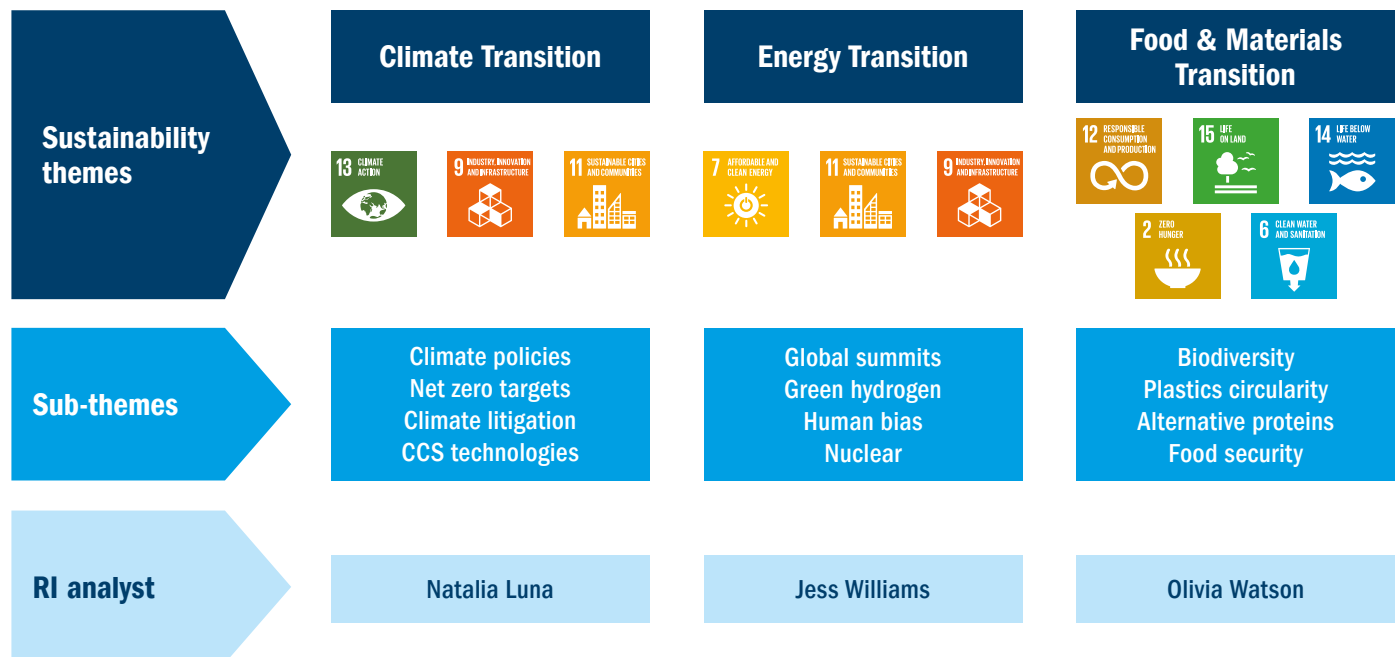 Sustainability
themes
Climate Transition
Energy Transition
Food & Materials
Transition
13 CLIMATE
ACTION
9 INDUSTRY, INNOVATION
AND INFRASTRUCTURE
11 SUSTAINABLE CITIES
AND COMMUNITIES
7 AFFORDABLE AND
CLEAN ENERGY
11 SUSTAINABLE CITIES
AND COMMUNITIES
9 INDUSTRY, INNOVATION
AND INFRASTRUCTURE
12 RESPONSIBLE
CONSUMPTION
AND PRODUCTION
15 LIFE
ON LAND
14 LIFE BELOW
WATER
2 ZERO
HUNGER
6 CLEAN WATER
AND SANITATION
Sub-themes
Climate policies
Net zero targets
Climate litigation
CCS technologies
Global summits
Green hydrogen
Human bias
Nuclear
Biodiversity
Plastics circularity
Alternative proteins
Food security
RI analyst
Natalia Luna
Jess Williams
Olivia Watson